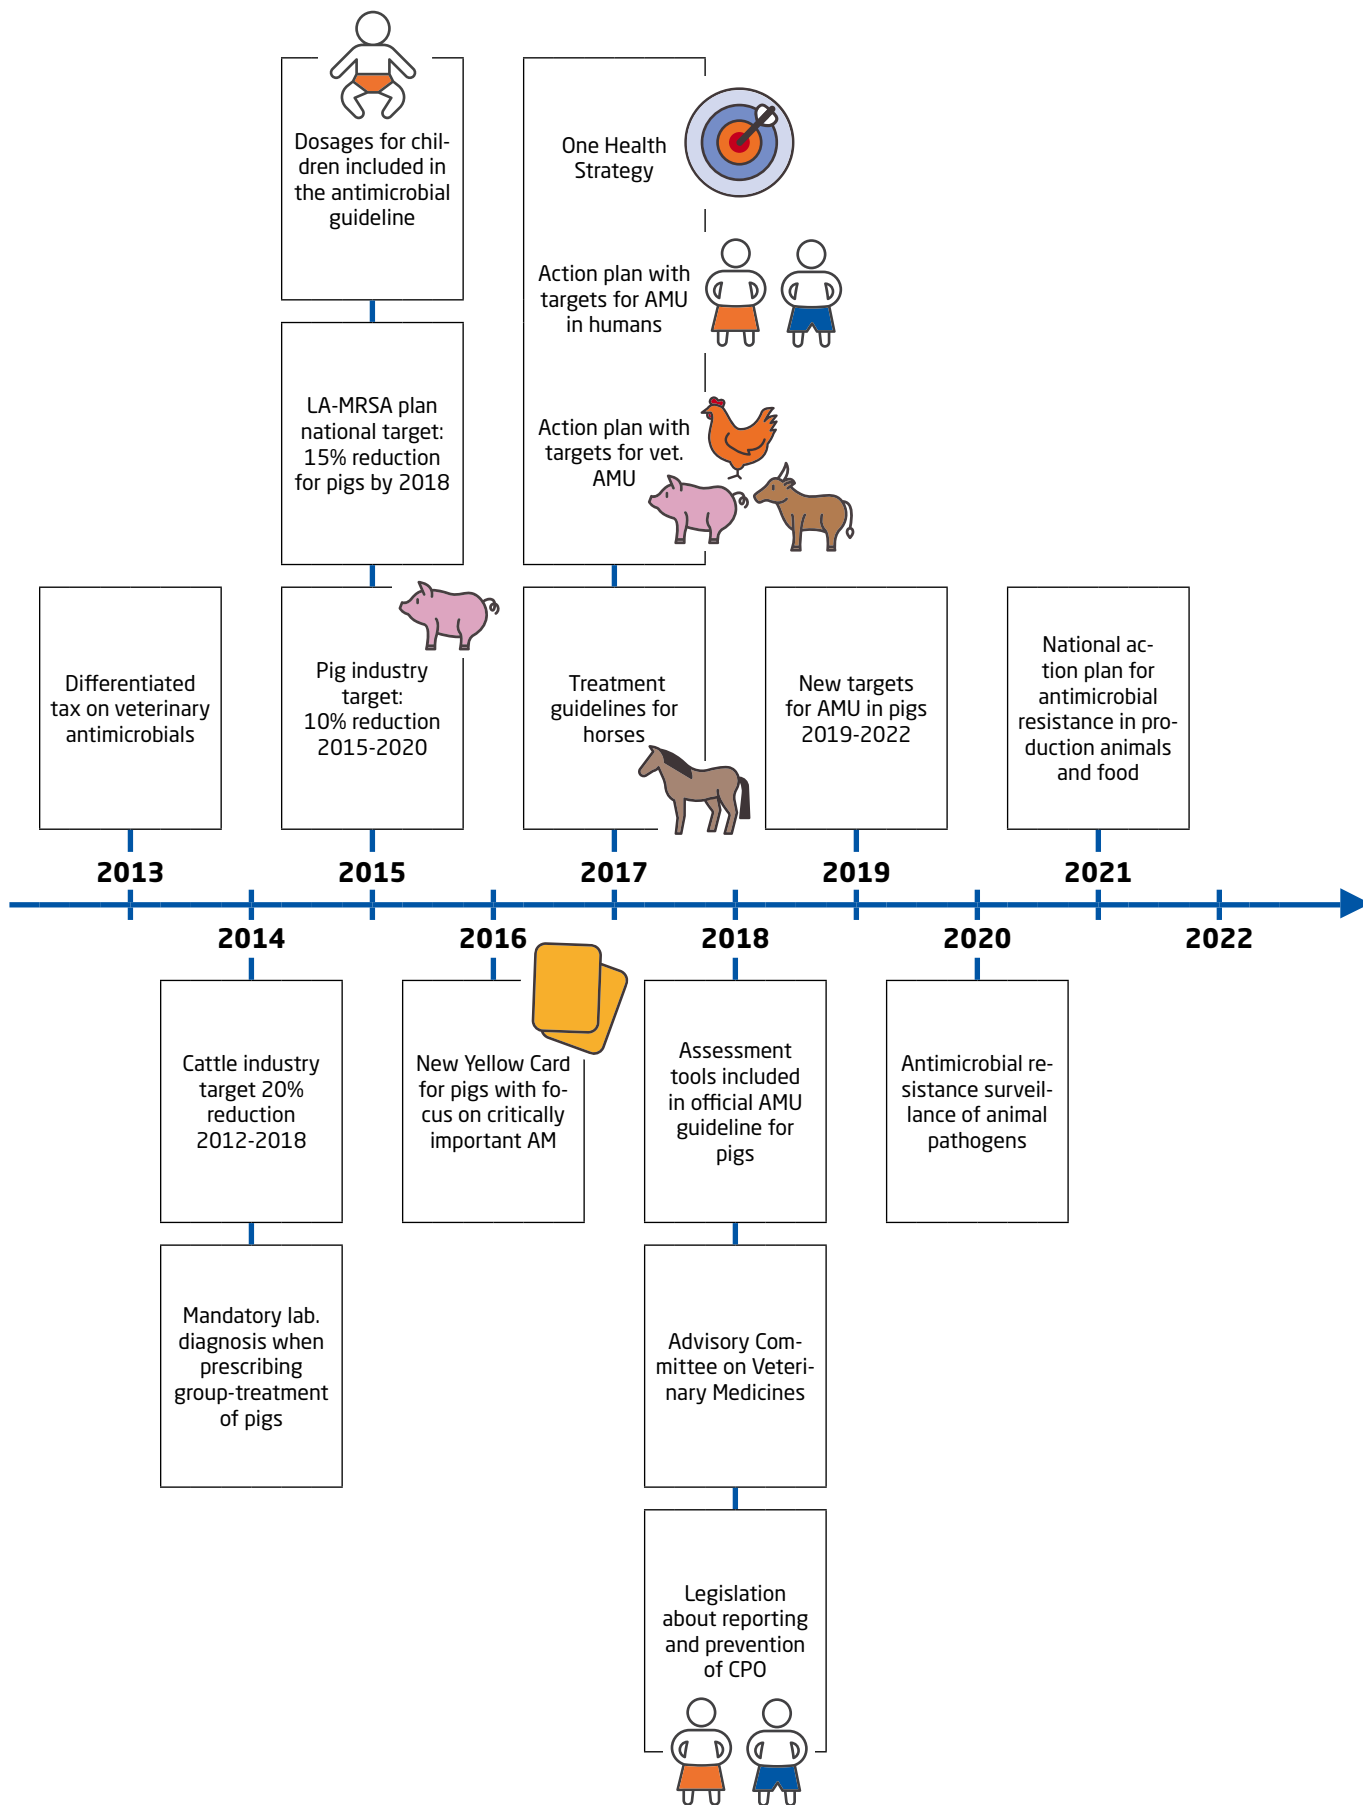 Dosages for chil-
dren included in
the antimicrobial
guideline
One Health
Strategy
Action plan with
targets for AMU
in humans
LA-MRSA plan
national target:
15% reduction
for pigs by 2018
Action plan with
targets for vet.
AMU
Differentiated
tax on veterinary
antimicrobials
Pig industry
target:
10% reduction
2015-2020
Treatment
guidelines for
horses
New targets
for AMU in pigs
2019-2022
National ac-
tion plan for
antimicrobial
resistance in pro-
duction animals
and food
2013
2015
2017
2019
2021
2014
2016
2018
2020
2022
Cattle industry
target 20%
reduction
2012-2018
New Yellow Card
for pigs with fo-
cus on critically
important AM
Assessment
tools included
in official AMU
guideline for
pigs
Antimicrobial re-
sistance surveil-
lance of animal
pathogens
Mandatory lab.
diagnosis when
prescribing
group-treatment
of pigs
Advisory Com-
mittee on Veteri-
nary Medicines
Legislation
about reporting
and prevention
of CPO